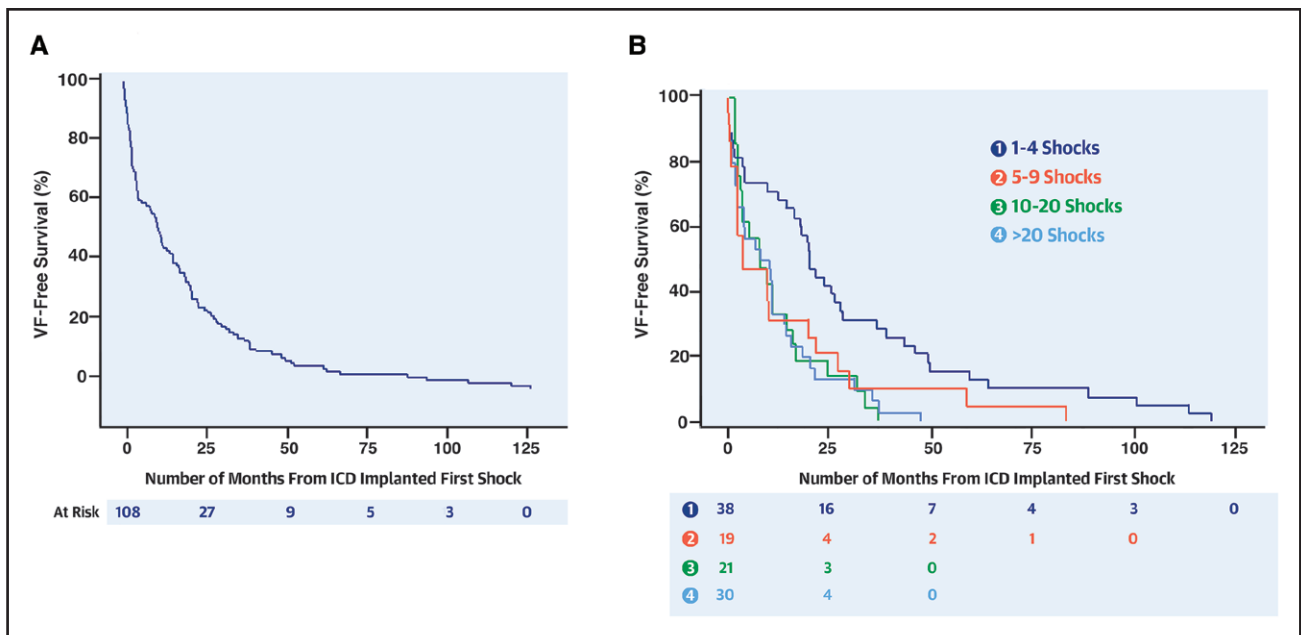 A
VF-Free Survival (%)
100
80
60
40
20
0
0 25 50 75 100 125
Number of Months From ICD Implanted First Shock
At Risk 108 27 9 5 3 0
B
VF-Free Survival (%)
100
80
60
40
20
0
1 1-4 Shocks
2 5-9 Shocks
3 10-20 Shocks
4 >20 Shocks
0 25 50 75 100 125
Number of Months From ICD Implanted First Shock
1 38 16 7 4 3 0
2 19 4 2 1 0
3 21 3 0
4 30 4 0